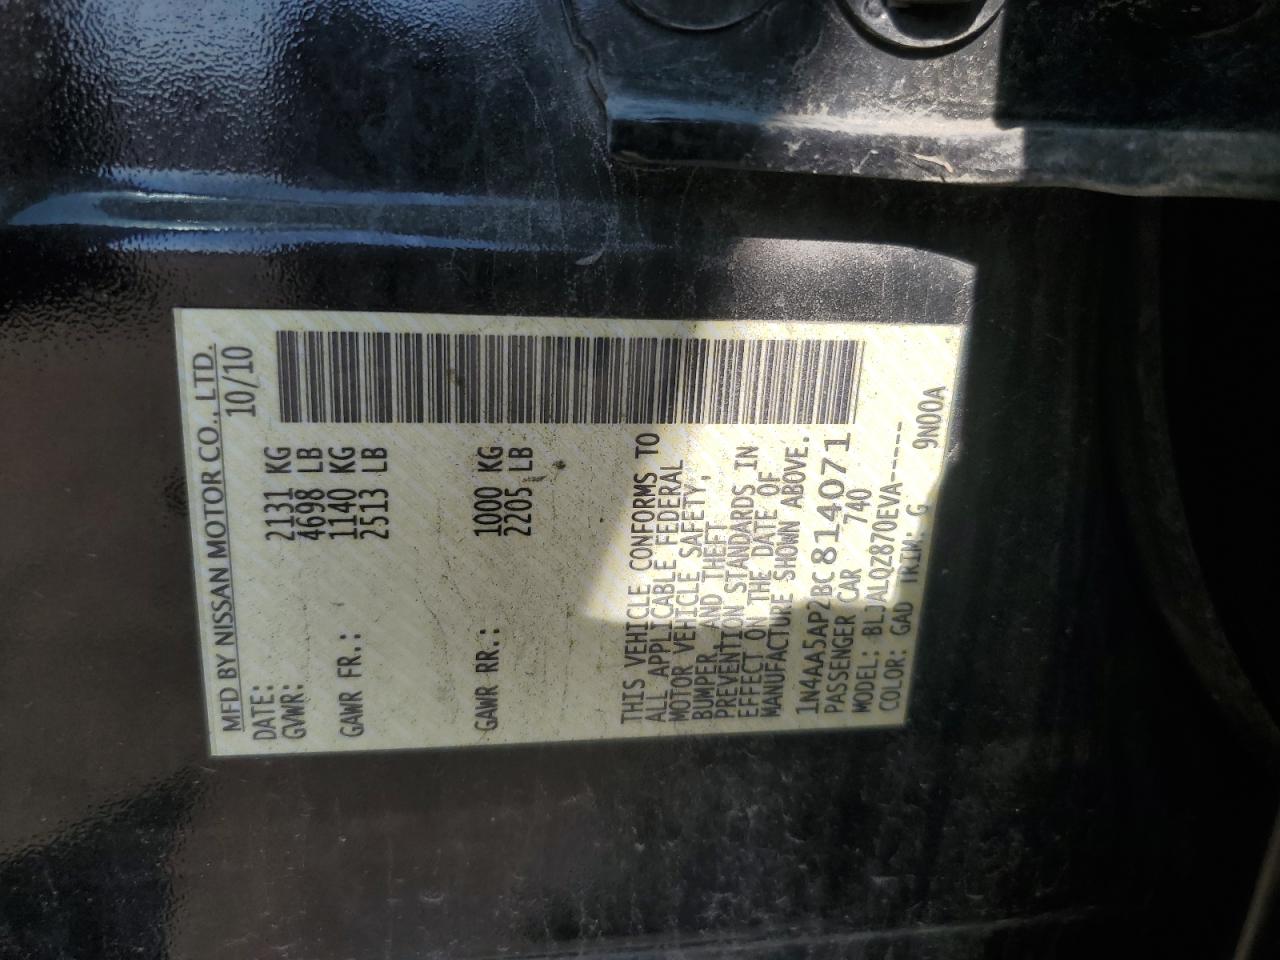 MFD BY NISSAN MOTOR CO., LTD.
DATE: 10/10
GVWR: 2131 KG
4698 LB
GAWR FR.: 1140 KG
2513 LB
GAWR RR.: 1000 KG
2205 LB
THIS VEHICLE CONFORMS TO
ALL APPLICABLE FEDERAL
MOTOR VEHICLE SAFETY,
BUMPER, AND THEFT
PREVENTION STANDARDS IN
EFFECT ON THE DATE OF
MANUFACTURE SHOWN ABOVE.
1N4AA5AP2BC814071
PASSENGER CAR 740
MODEL: BLJALQZ870EVA-----
COLOR: GAD TRIM: G 9N00A